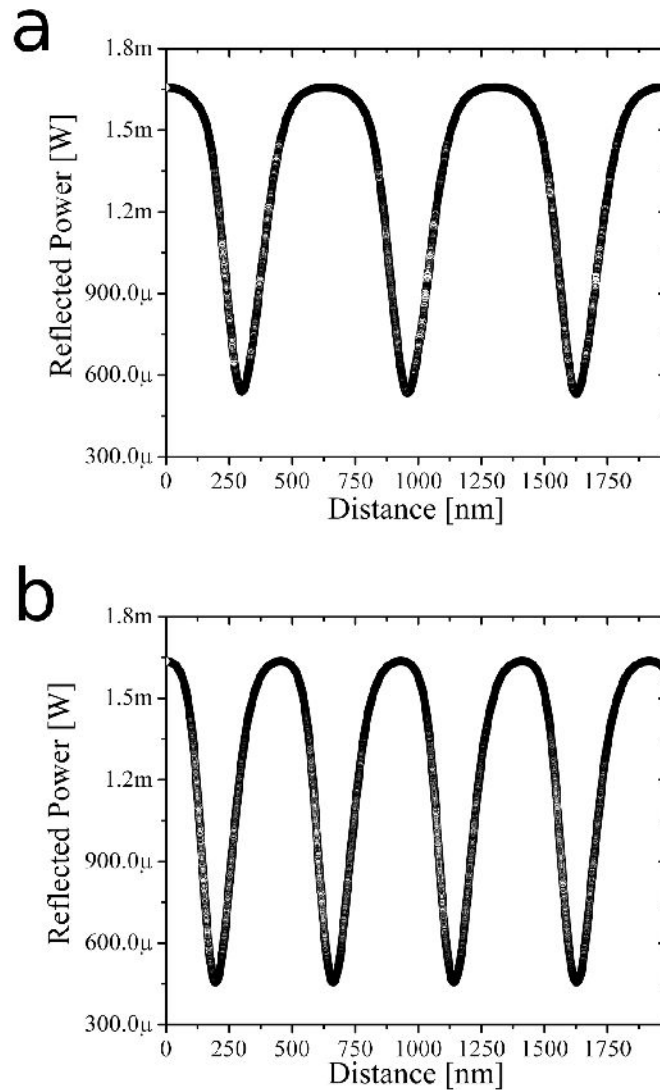 a
1.8m
1.5m
1.2m
900.0μ
600.0μ
300.0μ
Reflected Power [W]
0 250 500 750 1000 1250 1500 1750
Distance [nm]
b
1.8m
1.5m
1.2m
900.0μ
600.0μ
300.0μ
Reflected Power [W]
0 250 500 750 1000 1250 1500 1750
Distance [nm]